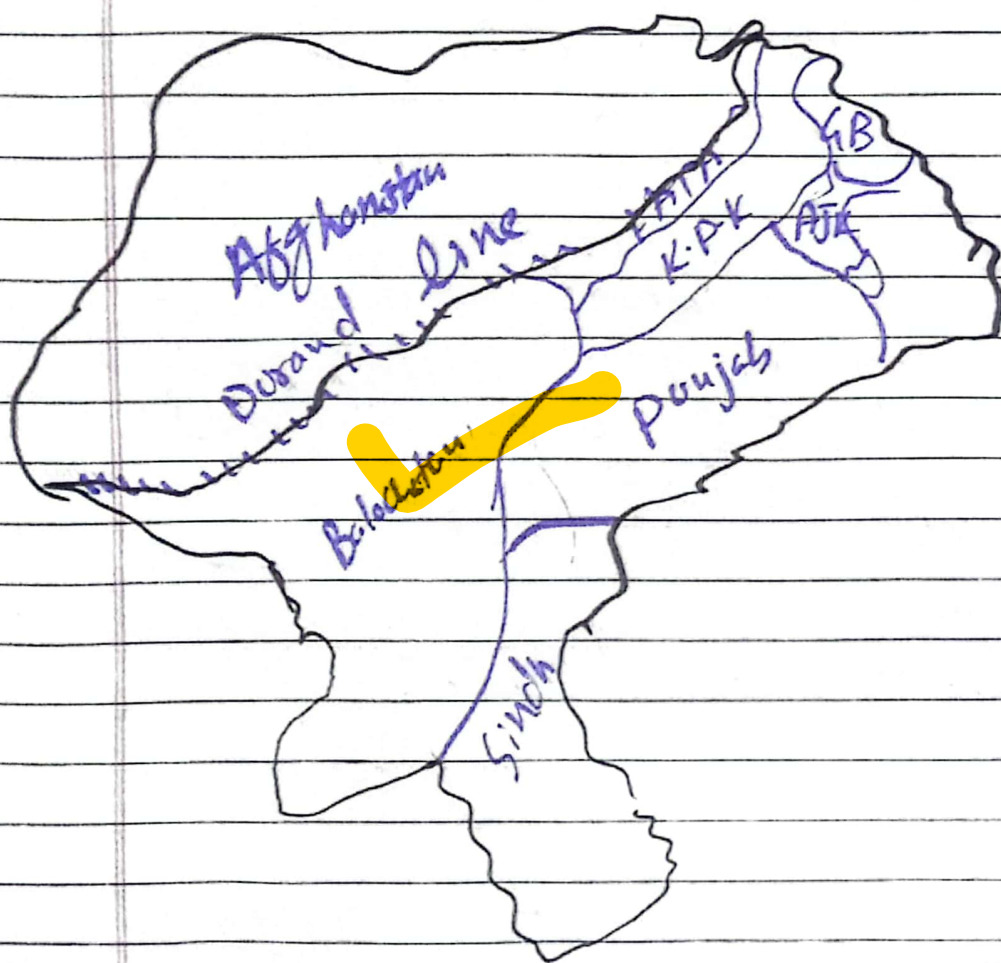 GB
FATA
AJK
K.P.K
Afghanistan
Durand line
Punjab
Balochistan
Sindh